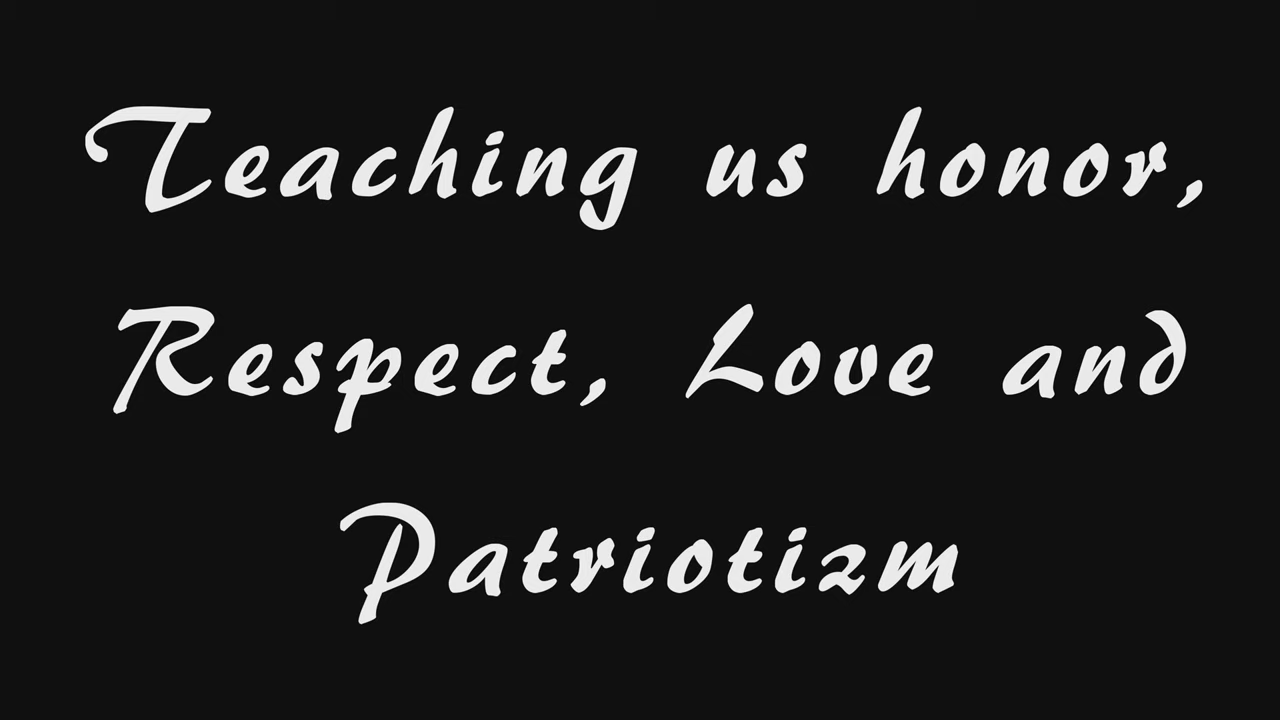 Teaching us honor,
Respect, Love and
Patriotizm